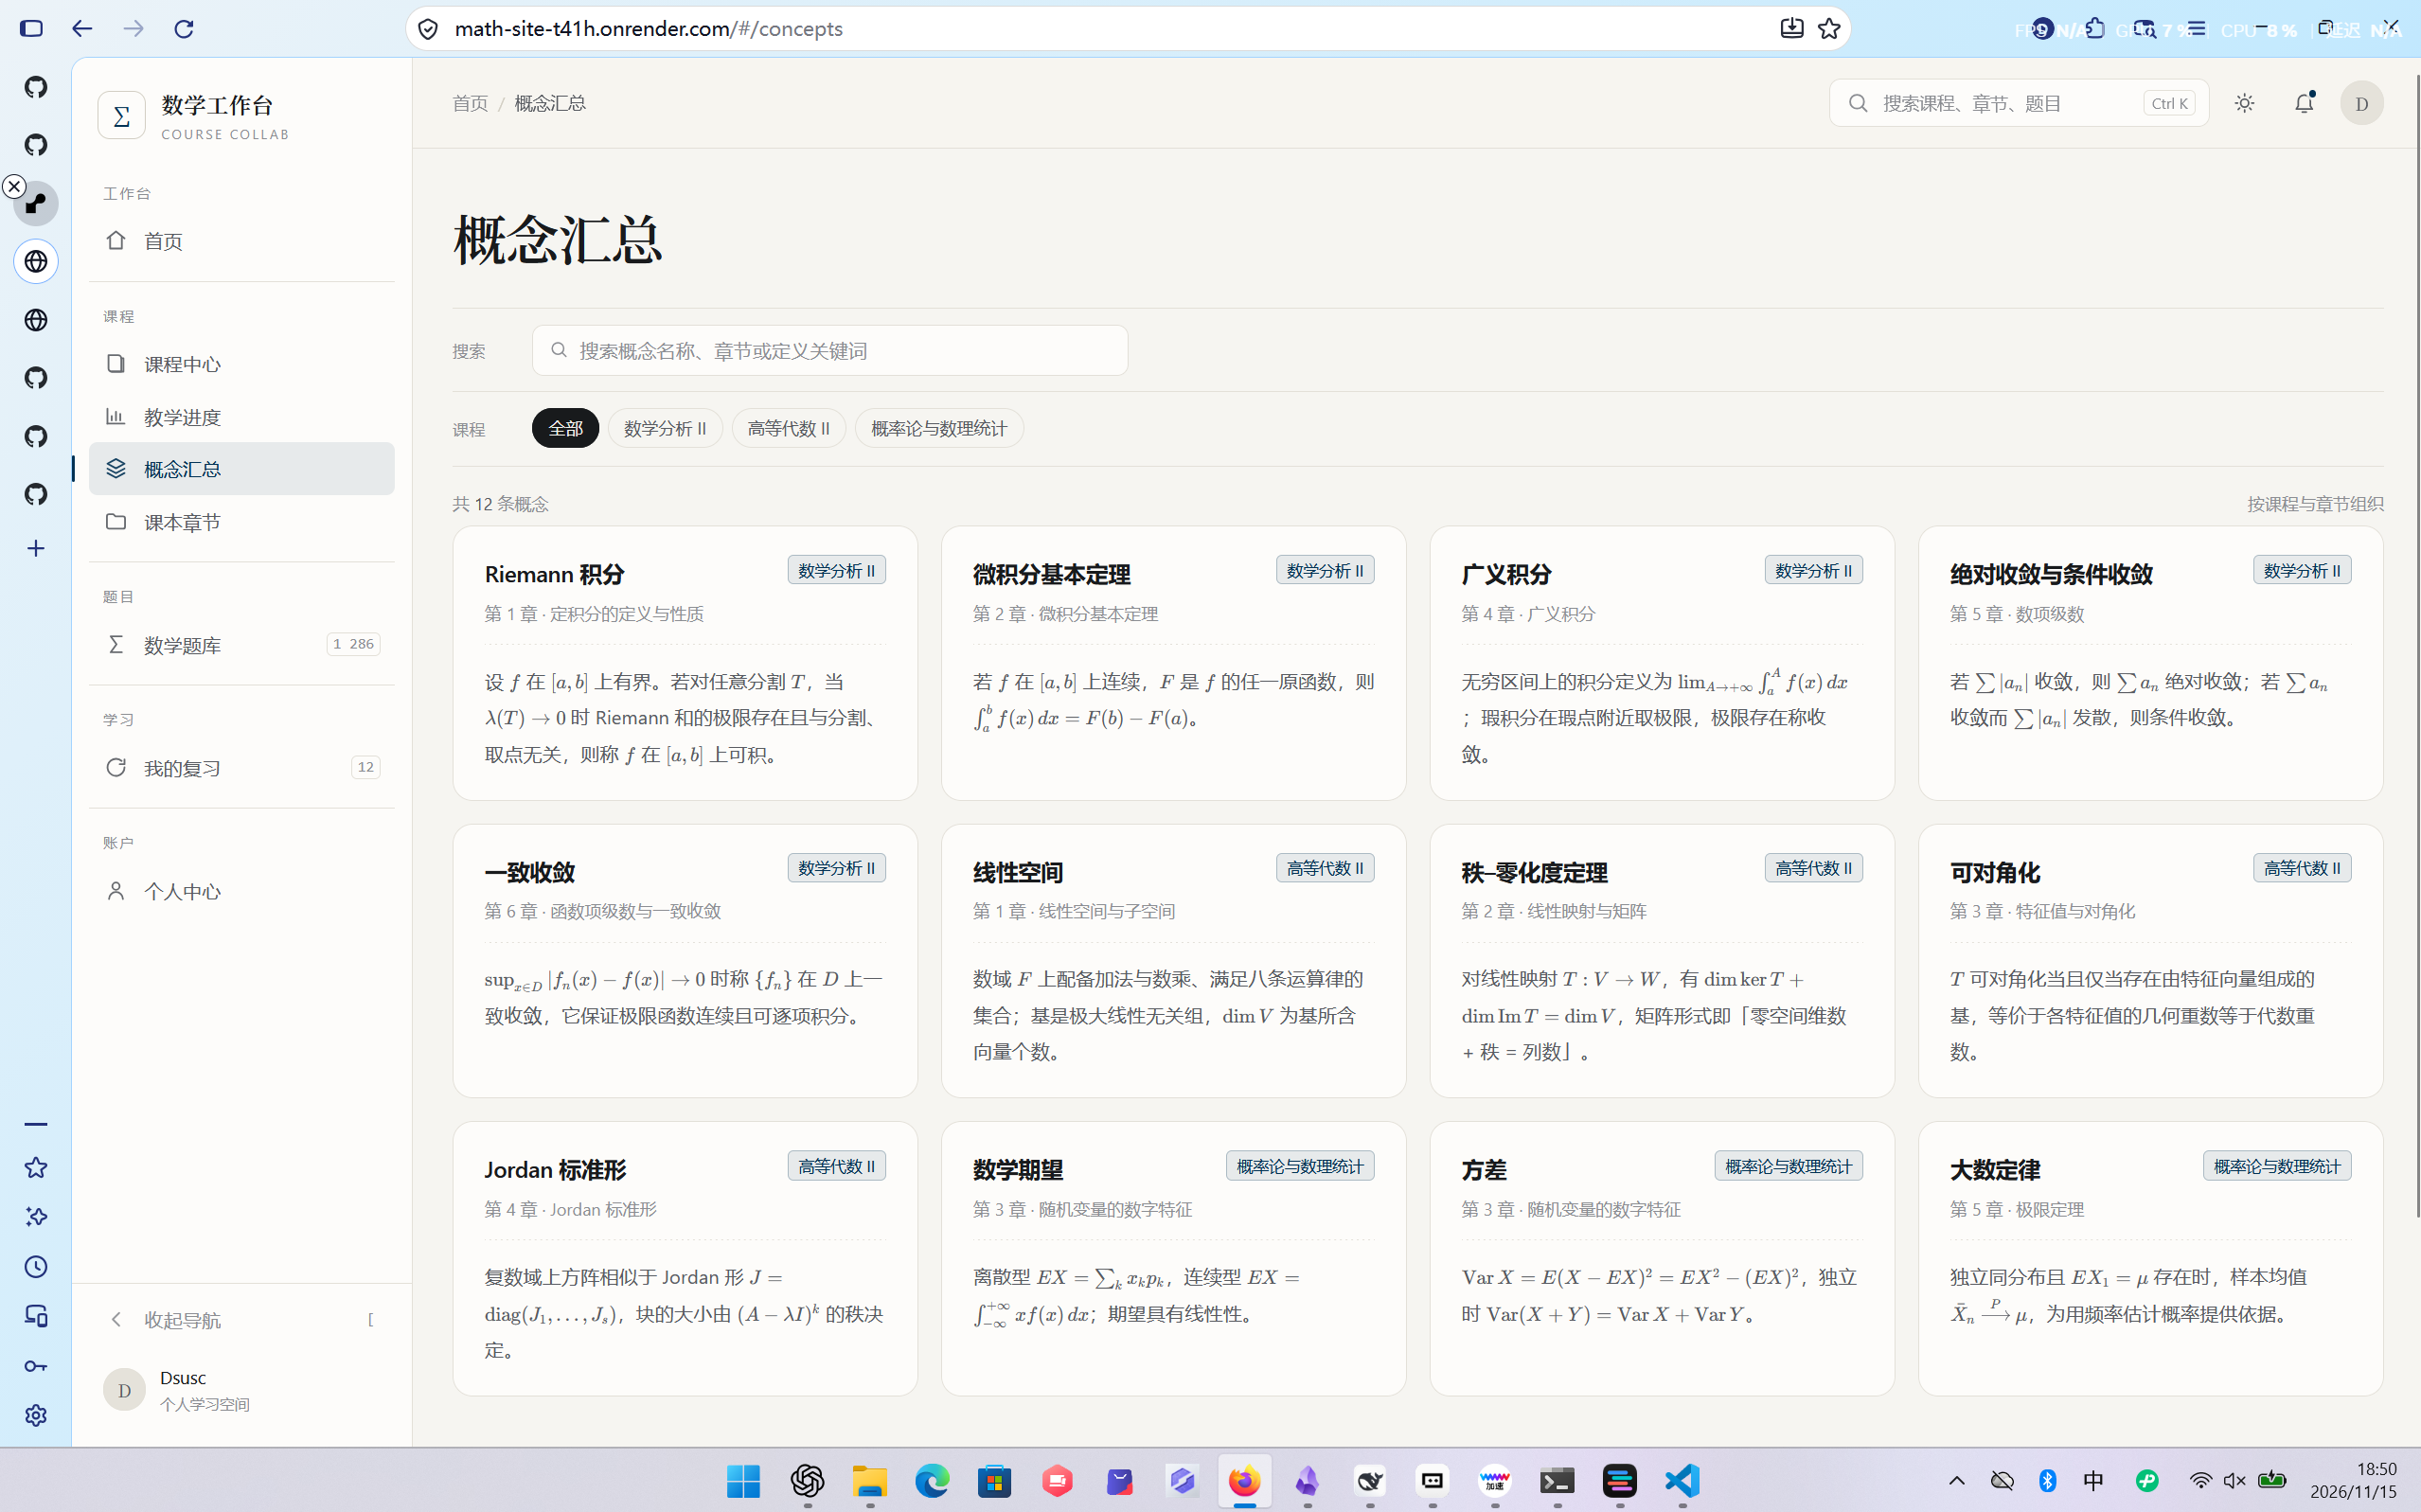 math-site-t41h.onrender.com/#/concepts
GPU 7 % CPU 8 % 延迟 N/A
Σ 数学工作台
COURSE COLLAB
首页 / 概念汇总
搜索课程、章节、题目 Ctrl K
D
工作台
首页
课程
课程中心
教学进度
概念汇总
课本章节
题目
数学题库 1 286
学习
我的复习 12
账户
个人中心
收起导航 [
D Dsusc
个人学习空间
概念汇总
搜索 搜索概念名称、章节或定义关键词
课程 全部 数学分析 II 高等代数 II 概率论与数理统计
共 12 条概念 按课程与章节组织
Riemann 积分 数学分析 II
第 1 章 · 定积分的定义与性质
设 f 在 [a, b] 上有界。若对任意分割 T，当
λ(T) → 0 时 Riemann 和的极限存在且与分割、
取点无关，则称 f 在 [a, b] 上可积。
微积分基本定理 数学分析 II
第 2 章 · 微积分基本定理
若 f 在 [a, b] 上连续，F 是 f 的任一原函数，则
∫_a^b f(x) dx = F(b) − F(a)。
广义积分 数学分析 II
第 4 章 · 广义积分
无穷区间上的积分定义为 lim_{A→+∞} ∫_a^A f(x) dx
；瑕积分在瑕点附近取极限，极限存在称收
敛。
绝对收敛与条件收敛 数学分析 II
第 5 章 · 数项级数
若 ∑ |a_n| 收敛，则 ∑ a_n 绝对收敛；若 ∑ a_n
收敛而 ∑ |a_n| 发散，则条件收敛。
一致收敛 数学分析 II
第 6 章 · 函数项级数与一致收敛
sup_{x∈D} |f_n(x) − f(x)| → 0 时称 {f_n} 在 D 上一
致收敛，它保证极限函数连续且可逐项积分。
线性空间 高等代数 II
第 1 章 · 线性空间与子空间
数域 F 上配备加法与数乘、满足八条运算律的
集合；基是极大线性无关组，dim V 为基所含
向量个数。
秩–零化度定理 高等代数 II
第 2 章 · 线性映射与矩阵
对线性映射 T : V → W，有 dim ker T +
dim Im T = dim V，矩阵形式即「零空间维数
+ 秩 = 列数」。
可对角化 高等代数 II
第 3 章 · 特征值与对角化
T 可对角化当且仅当存在由特征向量组成的
基，等价于各特征值的几何重数等于代数重
数。
Jordan 标准形 高等代数 II
第 4 章 · Jordan 标准形
复数域上方阵相似于 Jordan 形 J =
diag(J_1, …, J_s)，块的大小由 (A − λI)^k 的秩决
定。
数学期望 概率论与数理统计
第 3 章 · 随机变量的数字特征
离散型 EX = ∑_k x_k p_k，连续型 EX =
∫_{−∞}^{+∞} xf(x) dx；期望具有线性性。
方差 概率论与数理统计
第 3 章 · 随机变量的数字特征
Var X = E(X − EX)^2 = EX^2 − (EX)^2，独立
时 Var(X + Y) = Var X + Var Y。
大数定律 概率论与数理统计
第 5 章 · 极限定理
独立同分布且 EX_1 = μ 存在时，样本均值
X̄_n →^P μ，为用频率估计概率提供依据。
加速
中
18:50
2026/11/15